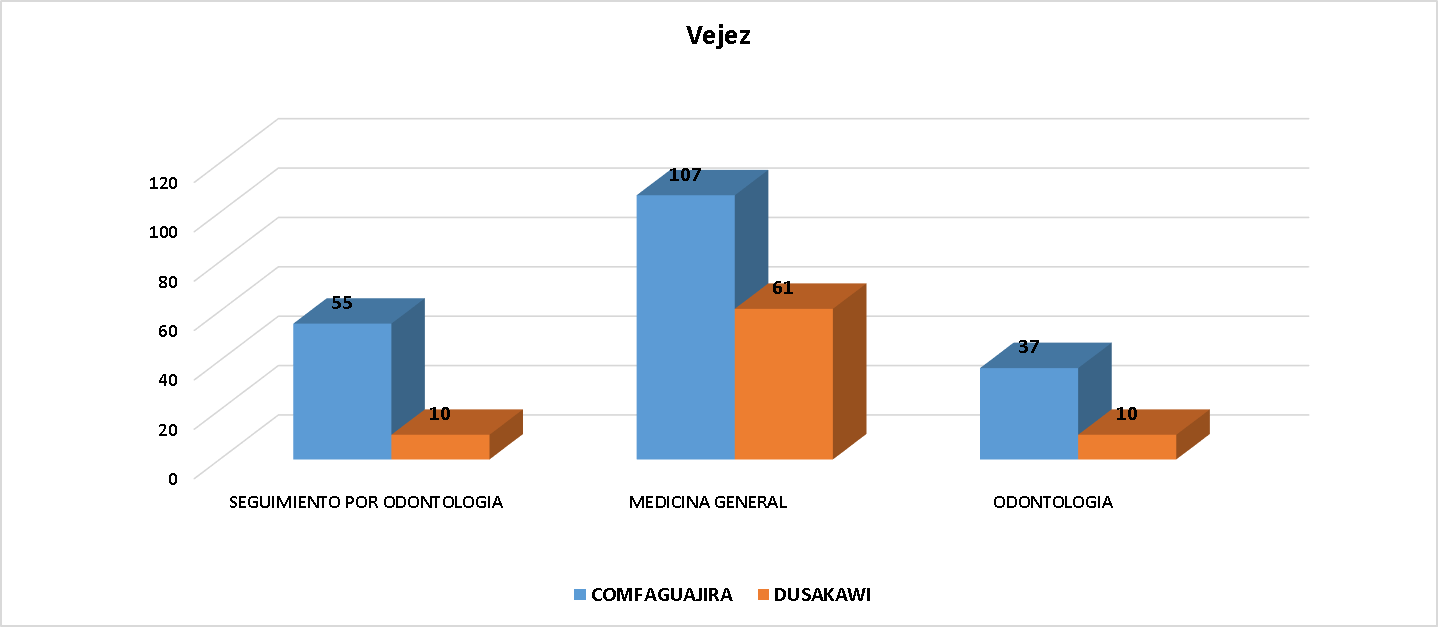 Vejez
120
100
80
60
40
20
0
55
10
107
61
37
10
SEGUIMIENTO POR ODONTOLOGIA
MEDICINA GENERAL
ODONTOLOGIA
COMFAGUAJIRA
DUSAKAWI